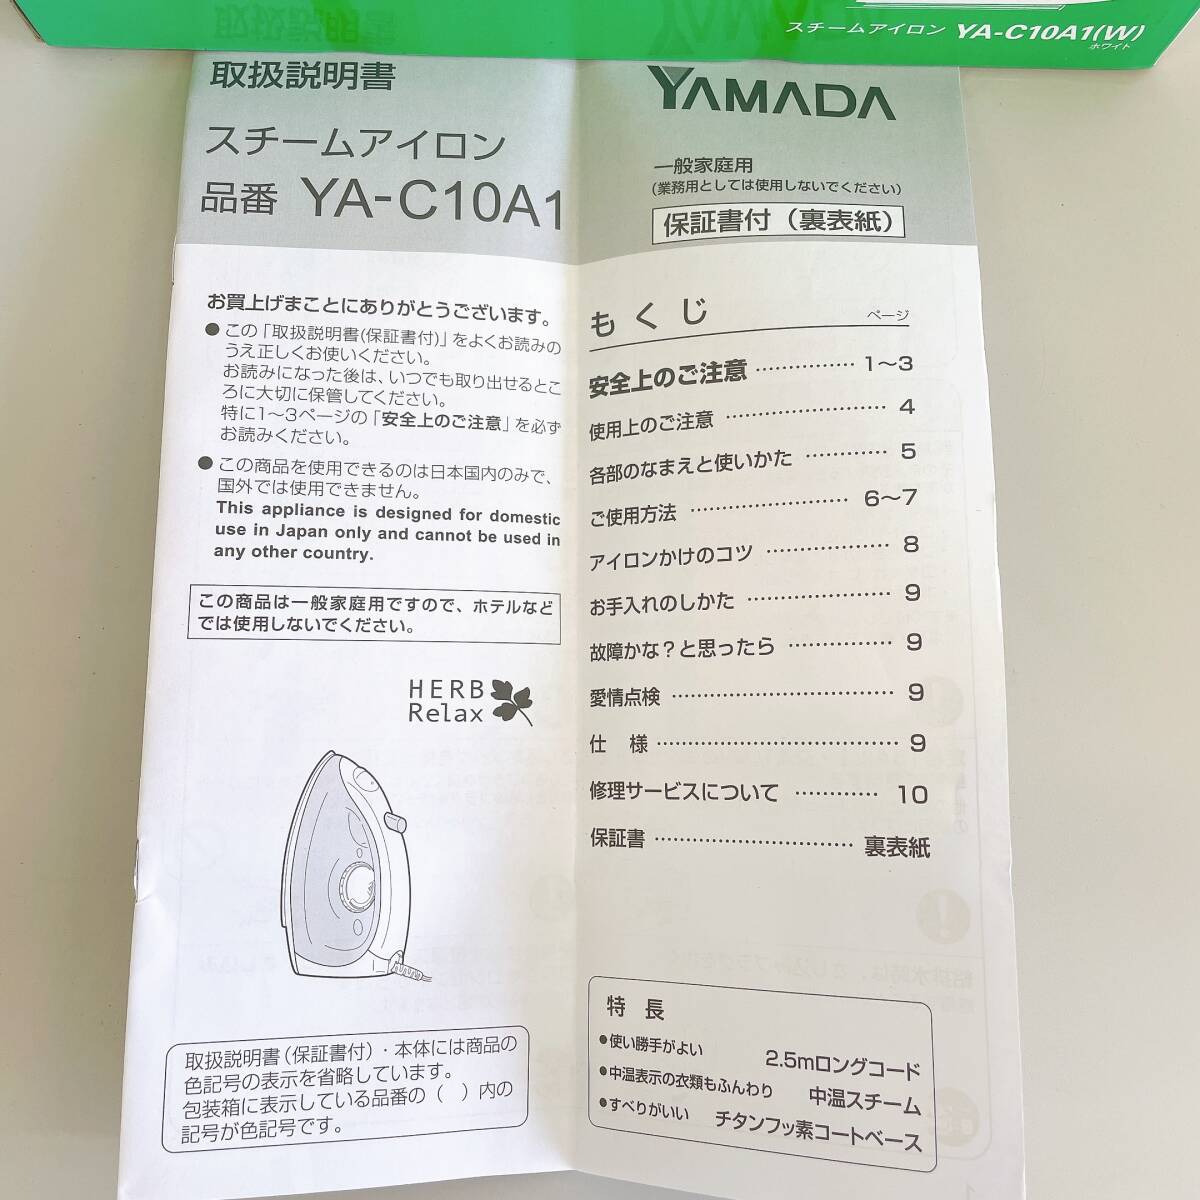 スチームアイロン YA-C10A1(W)
ホワイト
取扱説明書
スチームアイロン
品番 YA-C10A1
YAMADA
一般家庭用
(業務用としては使用しないでください)
保証書付（裏表紙）
お買上げまことにありがとうございます。
●この「取扱説明書(保証書付)」をよくお読みの
うえ正しくお使いください。
お読みになった後は、いつでも取り出せるとこ
ろに大切に保管してください。
特に1〜3ページの「安全上のご注意」を必ず
お読みください。
●この商品を使用できるのは日本国内のみで、
国外では使用できません。
This appliance is designed for domestic
use in Japan only and cannot be used in
any other country.
この商品は一般家庭用ですので、ホテルなど
では使用しないでください。
HERB
Relax
取扱説明書(保証書付)・本体には商品の
色記号の表示を省略しています。
包装箱に表示している品番の（　）内の
記号が色記号です。
もくじ ページ
安全上のご注意 …………… 1〜3
使用上のご注意 …………………… 4
各部のなまえと使いかた ………… 5
ご使用方法 …………………… 6〜7
アイロンかけのコツ ……………… 8
お手入れのしかた ………………… 9
故障かな？と思ったら …………… 9
愛情点検 …………………………… 9
仕　様 ……………………………… 9
修理サービスについて ………… 10
保証書 ………………………… 裏表紙
特　長
●使い勝手がよい 2.5mロングコード
●中温表示の衣類もふんわり 中温スチーム
●すべりがいい チタンフッ素コートベース